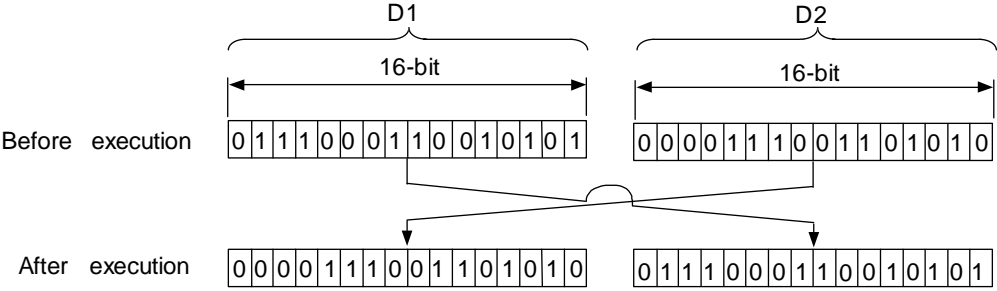 D1 D2
16-bit 16-bit
Before execution 0 1 1 1 0 0 0 1 1 0 0 1 0 1 0 1 0 0 0 0 1 1 1 0 0 1 1 0 1 0 1 0
After execution 0 0 0 0 1 1 1 0 0 1 1 0 1 0 1 0 0 1 1 1 0 0 0 1 1 0 0 1 0 1 0 1